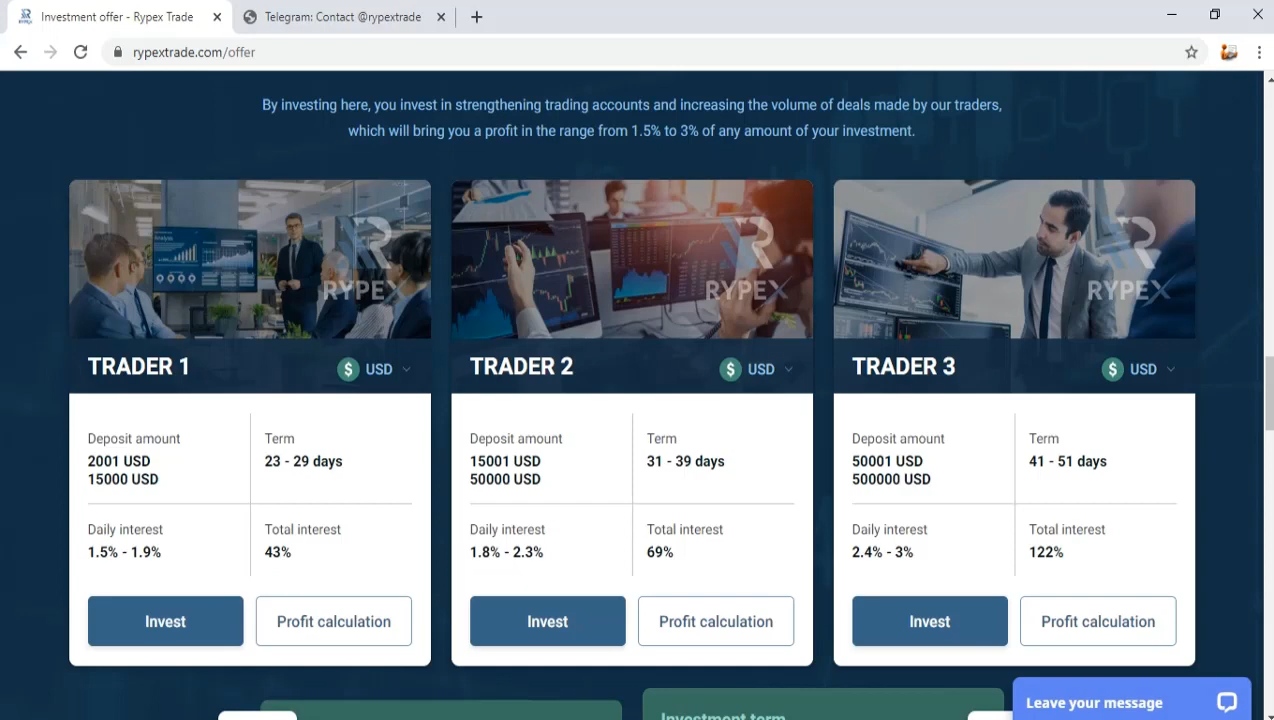 Investment offer - Rypex Trade
Telegram: Contact @rypextrade
rypextrade.com/offer
By investing here, you invest in strengthening trading accounts and increasing the volume of deals made by our traders,
which will bring you a profit in the range from 1.5% to 3% of any amount of your investment.
RYPEX
RYPEX
RYPEX
TRADER 1
$ USD
TRADER 2
$ USD
TRADER 3
$ USD
Deposit amount
2001 USD
15000 USD
Term
23 - 29 days
Daily interest
1.5% - 1.9%
Total interest
43%
Invest
Profit calculation
Deposit amount
15001 USD
50000 USD
Term
31 - 39 days
Daily interest
1.8% - 2.3%
Total interest
69%
Invest
Profit calculation
Deposit amount
50001 USD
500000 USD
Term
41 - 51 days
Daily interest
2.4% - 3%
Total interest
122%
Invest
Profit calculation
Investment term
Leave your message